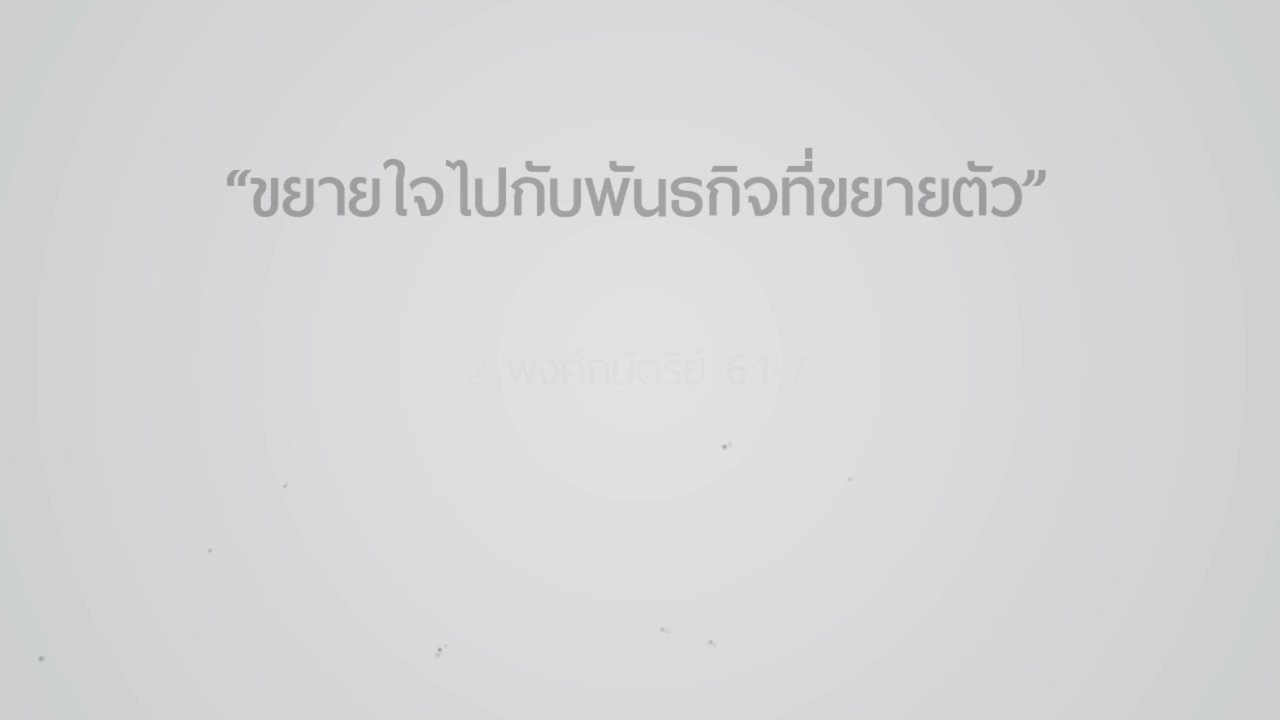 “ขยายใจไปกับพันธกิจที่ขยายตัว”
2 พงศ์กษัตริย์ 6:1-7